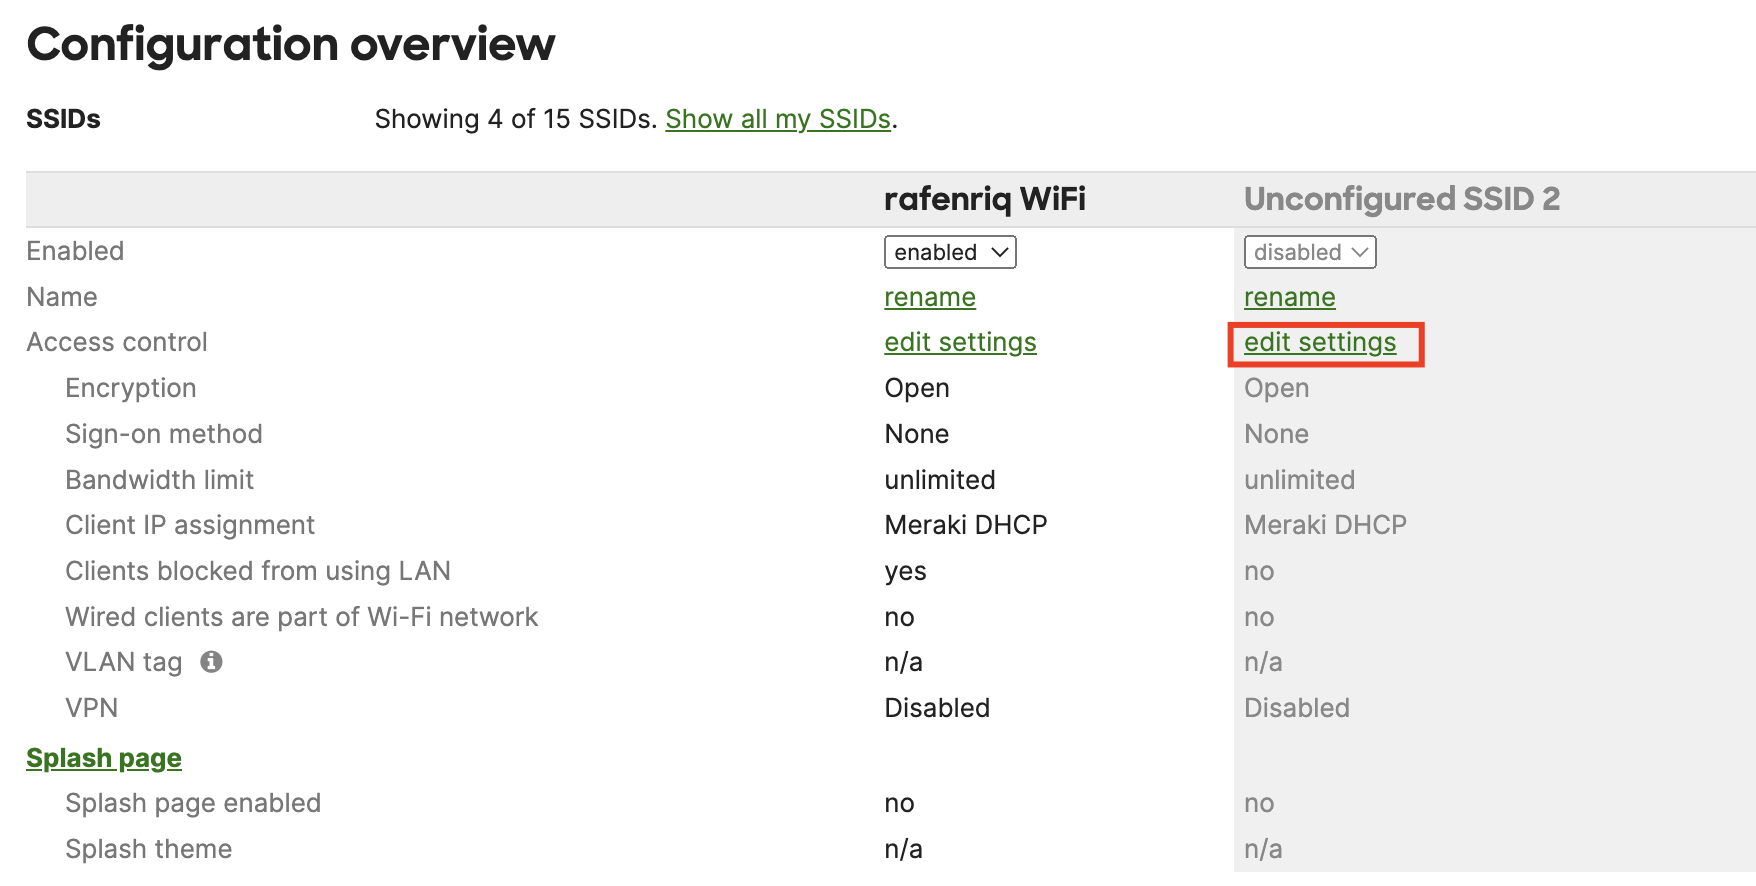 Configuration overview
SSIDs Showing 4 of 15 SSIDs. Show all my SSIDs.
rafenriq WiFi Unconfigured SSID 2
Enabled enabled disabled
Name rename rename
Access control edit settings edit settings
Encryption Open Open
Sign-on method None None
Bandwidth limit unlimited unlimited
Client IP assignment Meraki DHCP Meraki DHCP
Clients blocked from using LAN yes no
Wired clients are part of Wi-Fi network no no
VLAN tag n/a n/a
VPN Disabled Disabled
Splash page
Splash page enabled no no
Splash theme n/a n/a